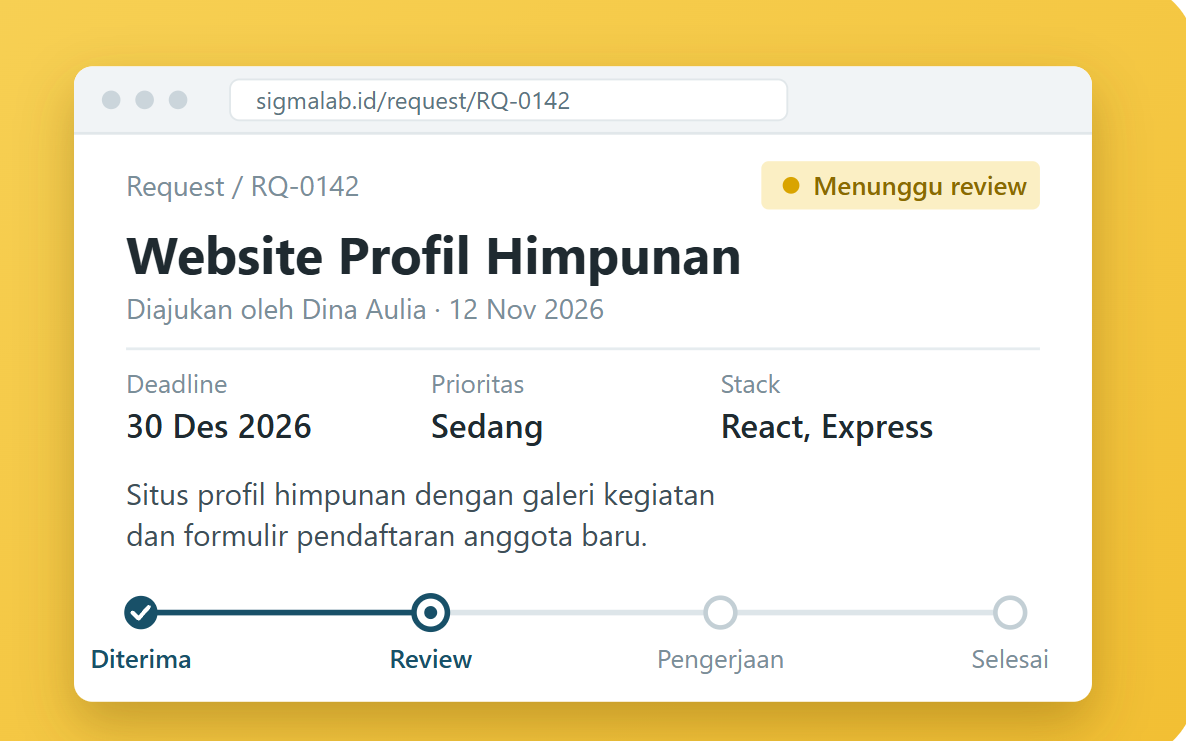 sigmalab.id/request/RQ-0142
Request / RQ-0142
Menunggu review
Website Profil Himpunan
Diajukan oleh Dina Aulia · 12 Nov 2026
Deadline
Prioritas
Stack
30 Des 2026
Sedang
React, Express
Situs profil himpunan dengan galeri kegiatan
dan formulir pendaftaran anggota baru.
Diterima
Review
Pengerjaan
Selesai